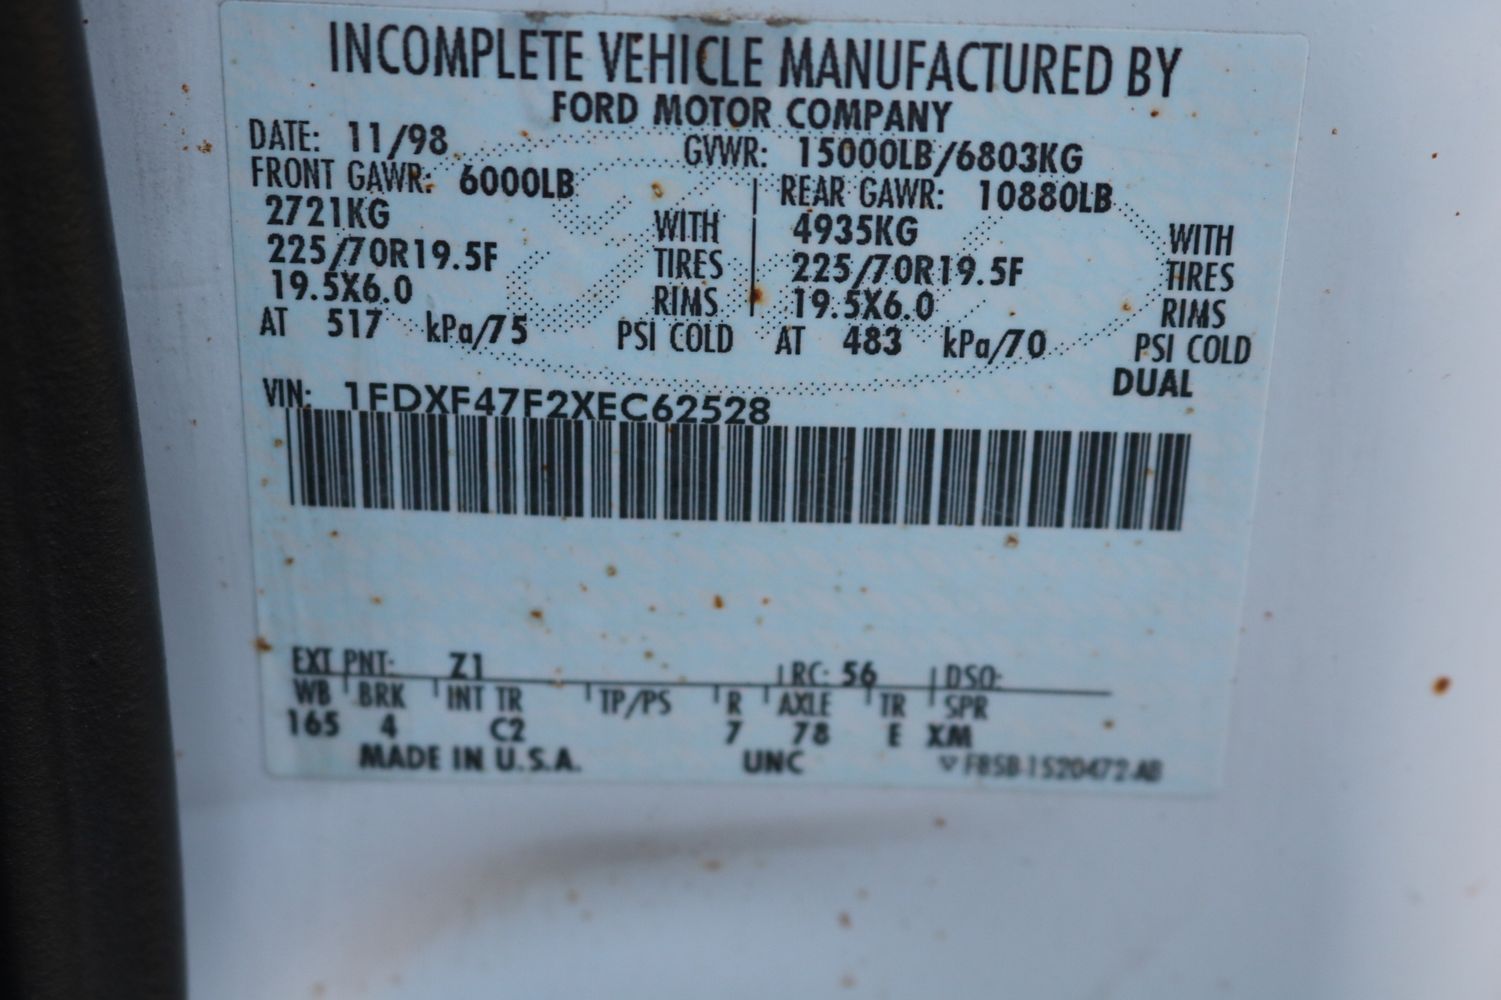 INCOMPLETE VEHICLE MANUFACTURED BY
FORD MOTOR COMPANY
DATE: 11/98 GVWR: 15000LB/6803KG
FRONT GAWR: 6000LB REAR GAWR: 10880LB
2721KG WITH 4935KG WITH
225/70R19.5F TIRES 225/70R19.5F TIRES
19.5X6.0 RIMS 19.5X6.0 RIMS
AT 517 kPa/75 PSI COLD AT 483 kPa/70 PSI COLD
DUAL
VIN: 1FDXF47F2XEC62528
EXT PNT: Z1 RC: 56 DSO:
WB BRK INT TR TP/PS R AXLE TR SPR
165 4 C2 7 78 E XM
MADE IN U.S.A. UNC ▽ F85B-1520472-AB